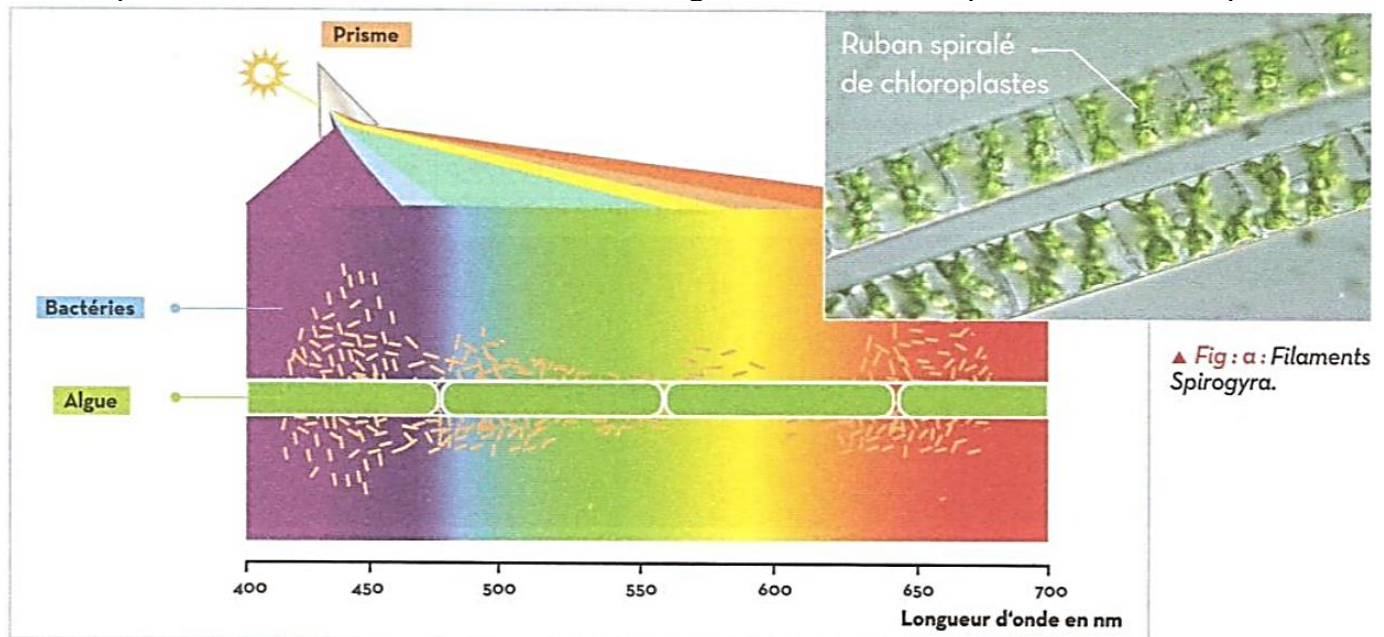 Prisme
Ruban spiralé
de chloroplastes
Bactéries
Algue
▲ Fig : a : Filaments
Spirogyra.
400 450 500 550 600 650 700
Longueur d'onde en nm